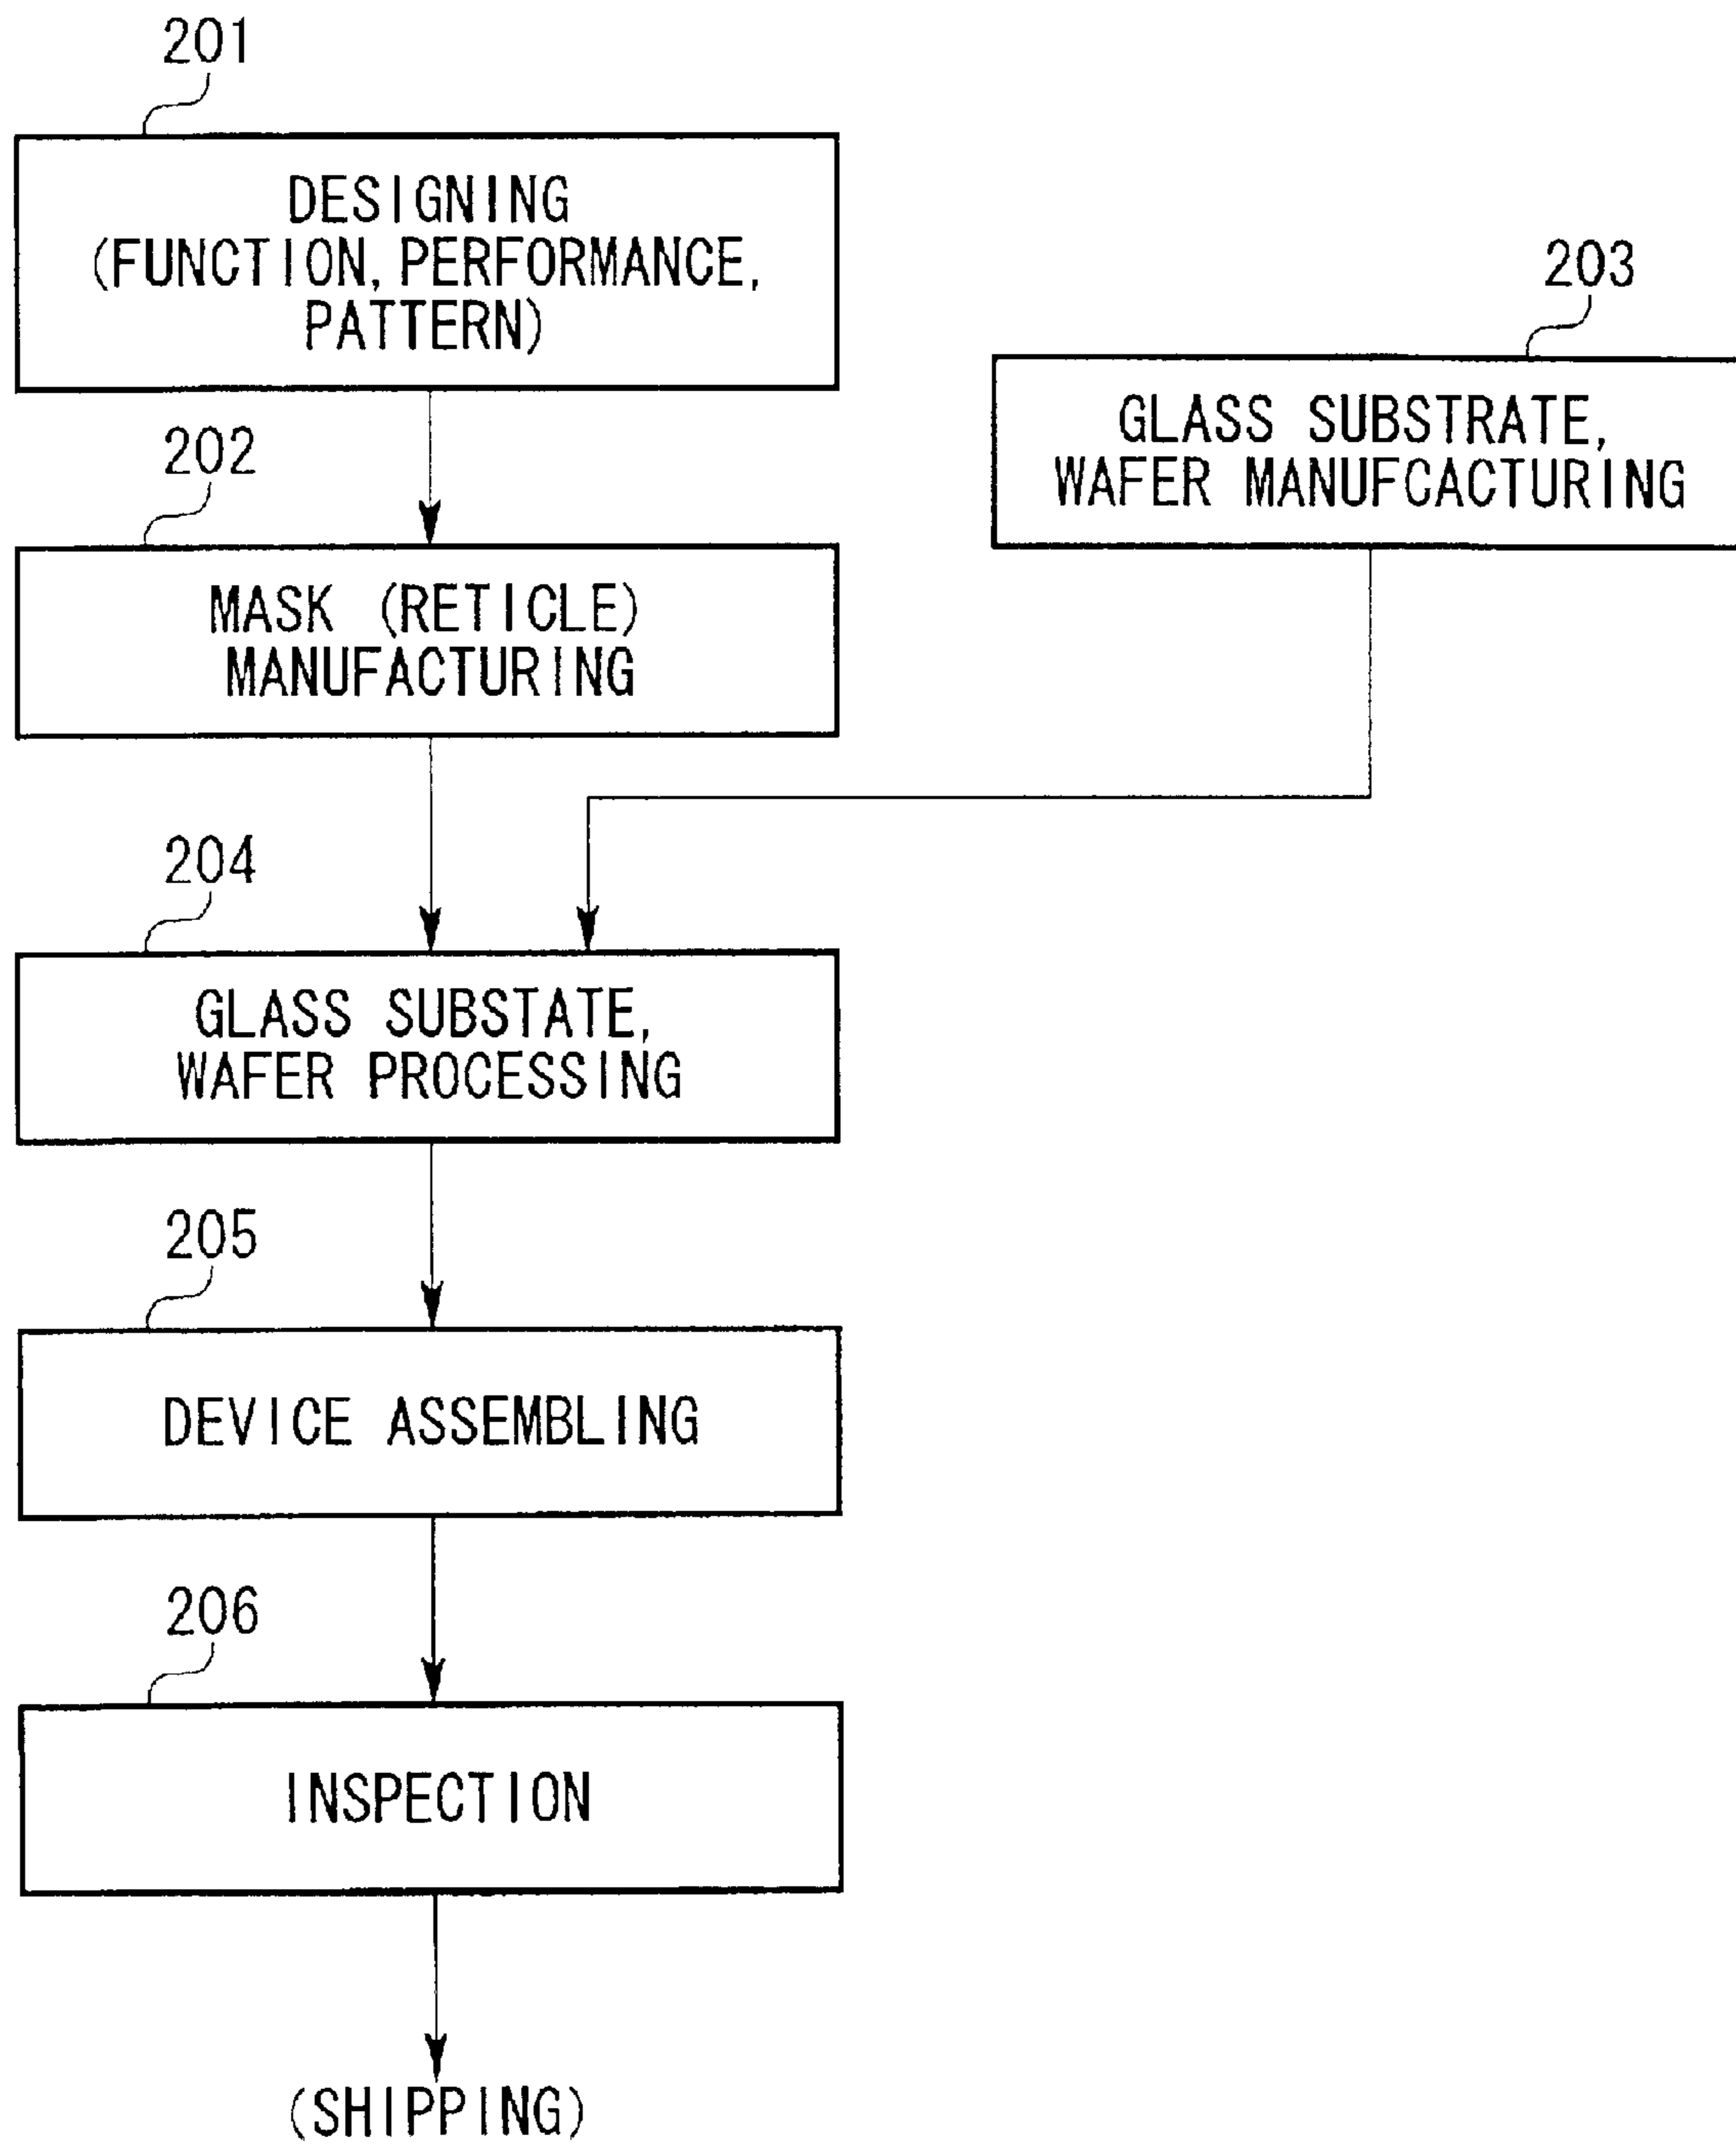 201
DESIGNING
(FUNCTION, PERFORMANCE,
PATTERN)
203
GLASS SUBSTRATE,
WAFER MANUFCACTURING
202
MASK (RETICLE)
MANUFACTURING
204
GLASS SUBSTATE,
WAFER PROCESSING
205
DEVICE ASSEMBLING
206
INSPECTION
(SHIPPING)